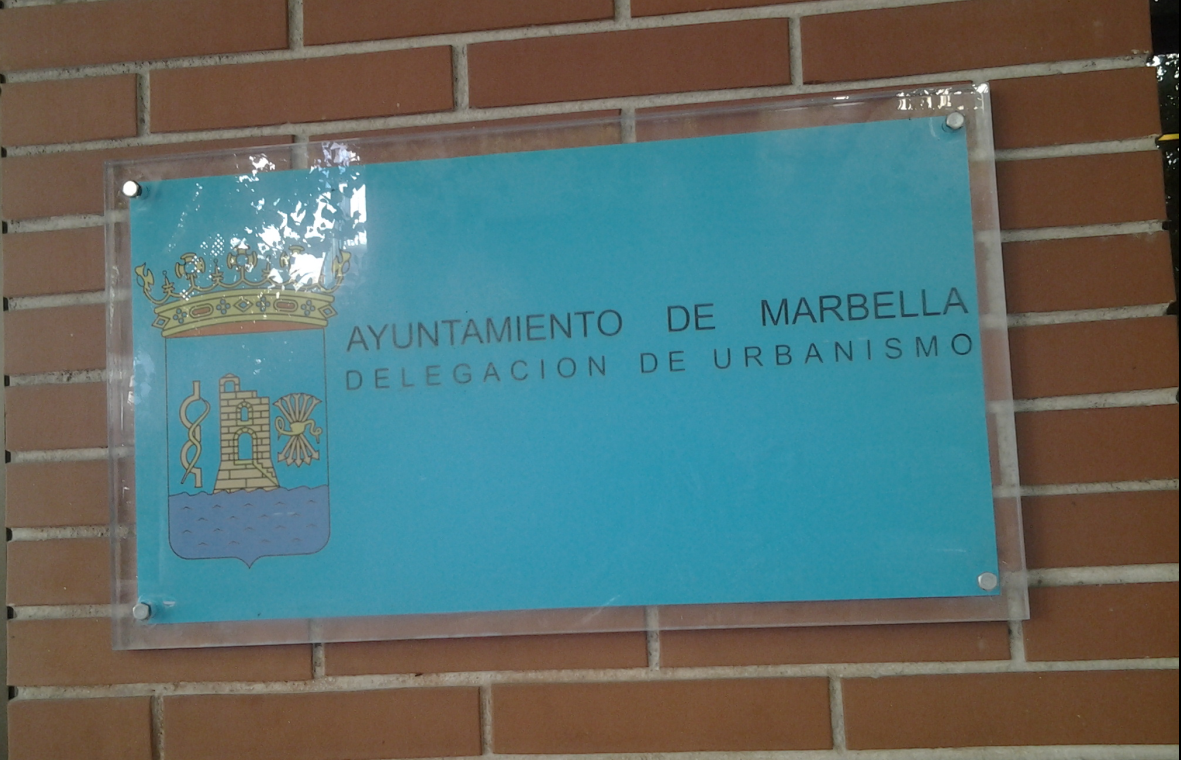 AYUNTAMIENTO DE MARBELLA
DELEGACION DE URBANISMO